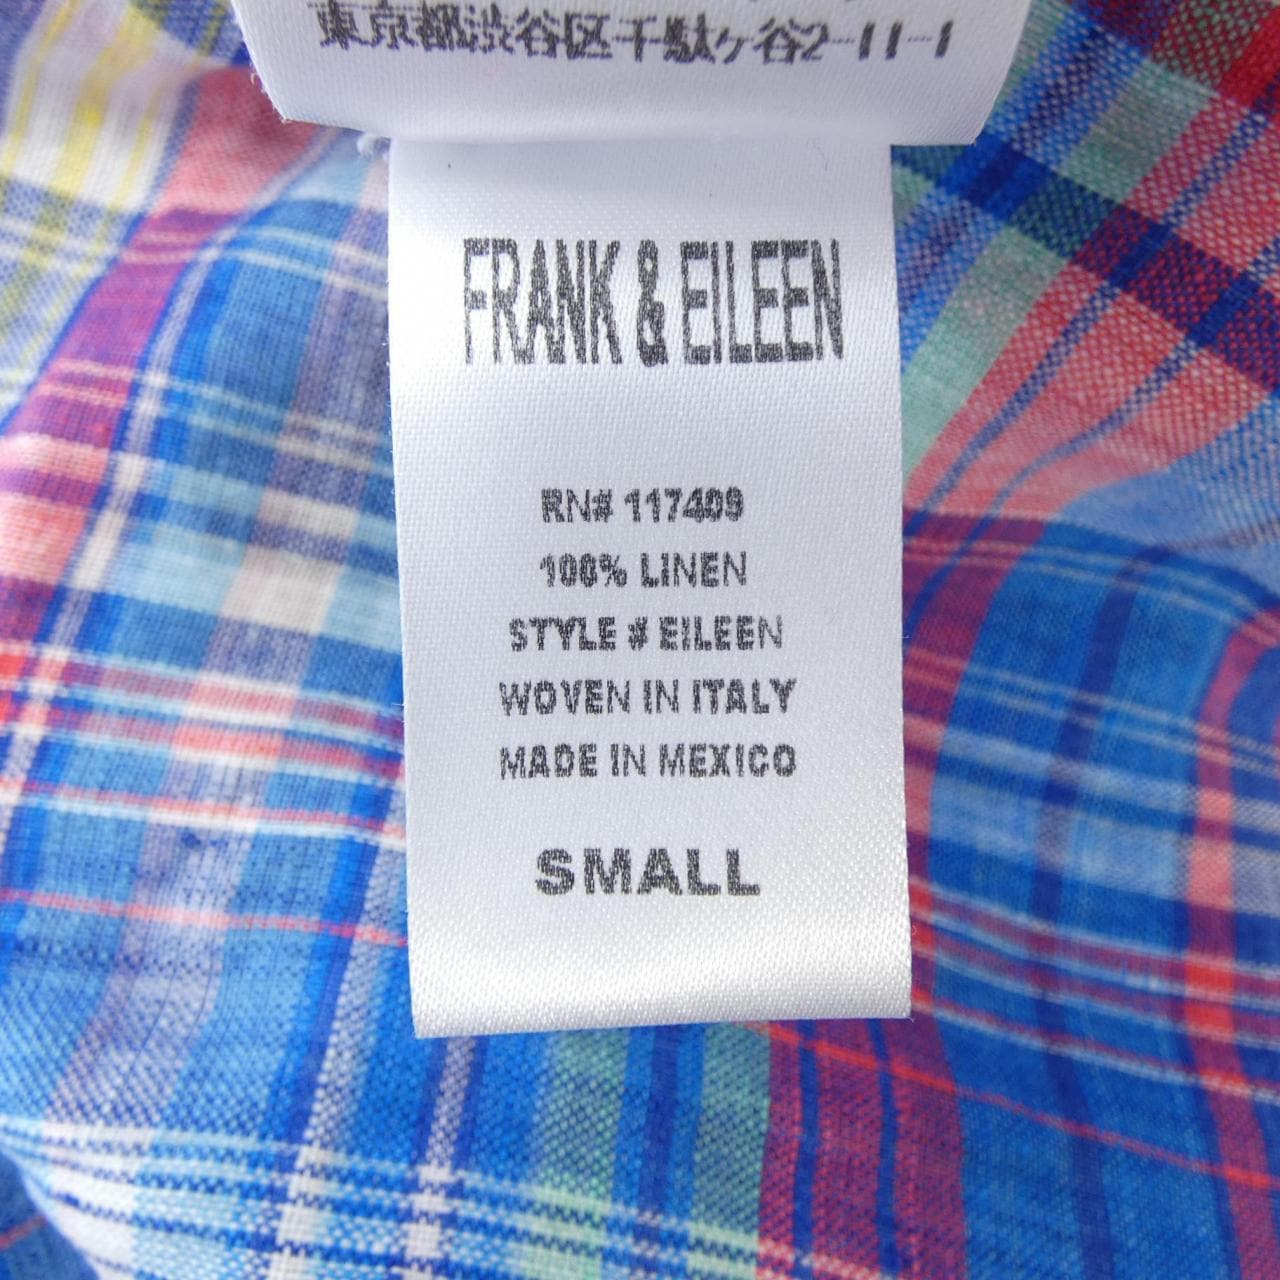 東京都渋谷区千駄ヶ谷2-11-1
FRANK & EILEEN
RN# 117409
100% LINEN
STYLE # EILEEN
WOVEN IN ITALY
MADE IN MEXICO
SMALL